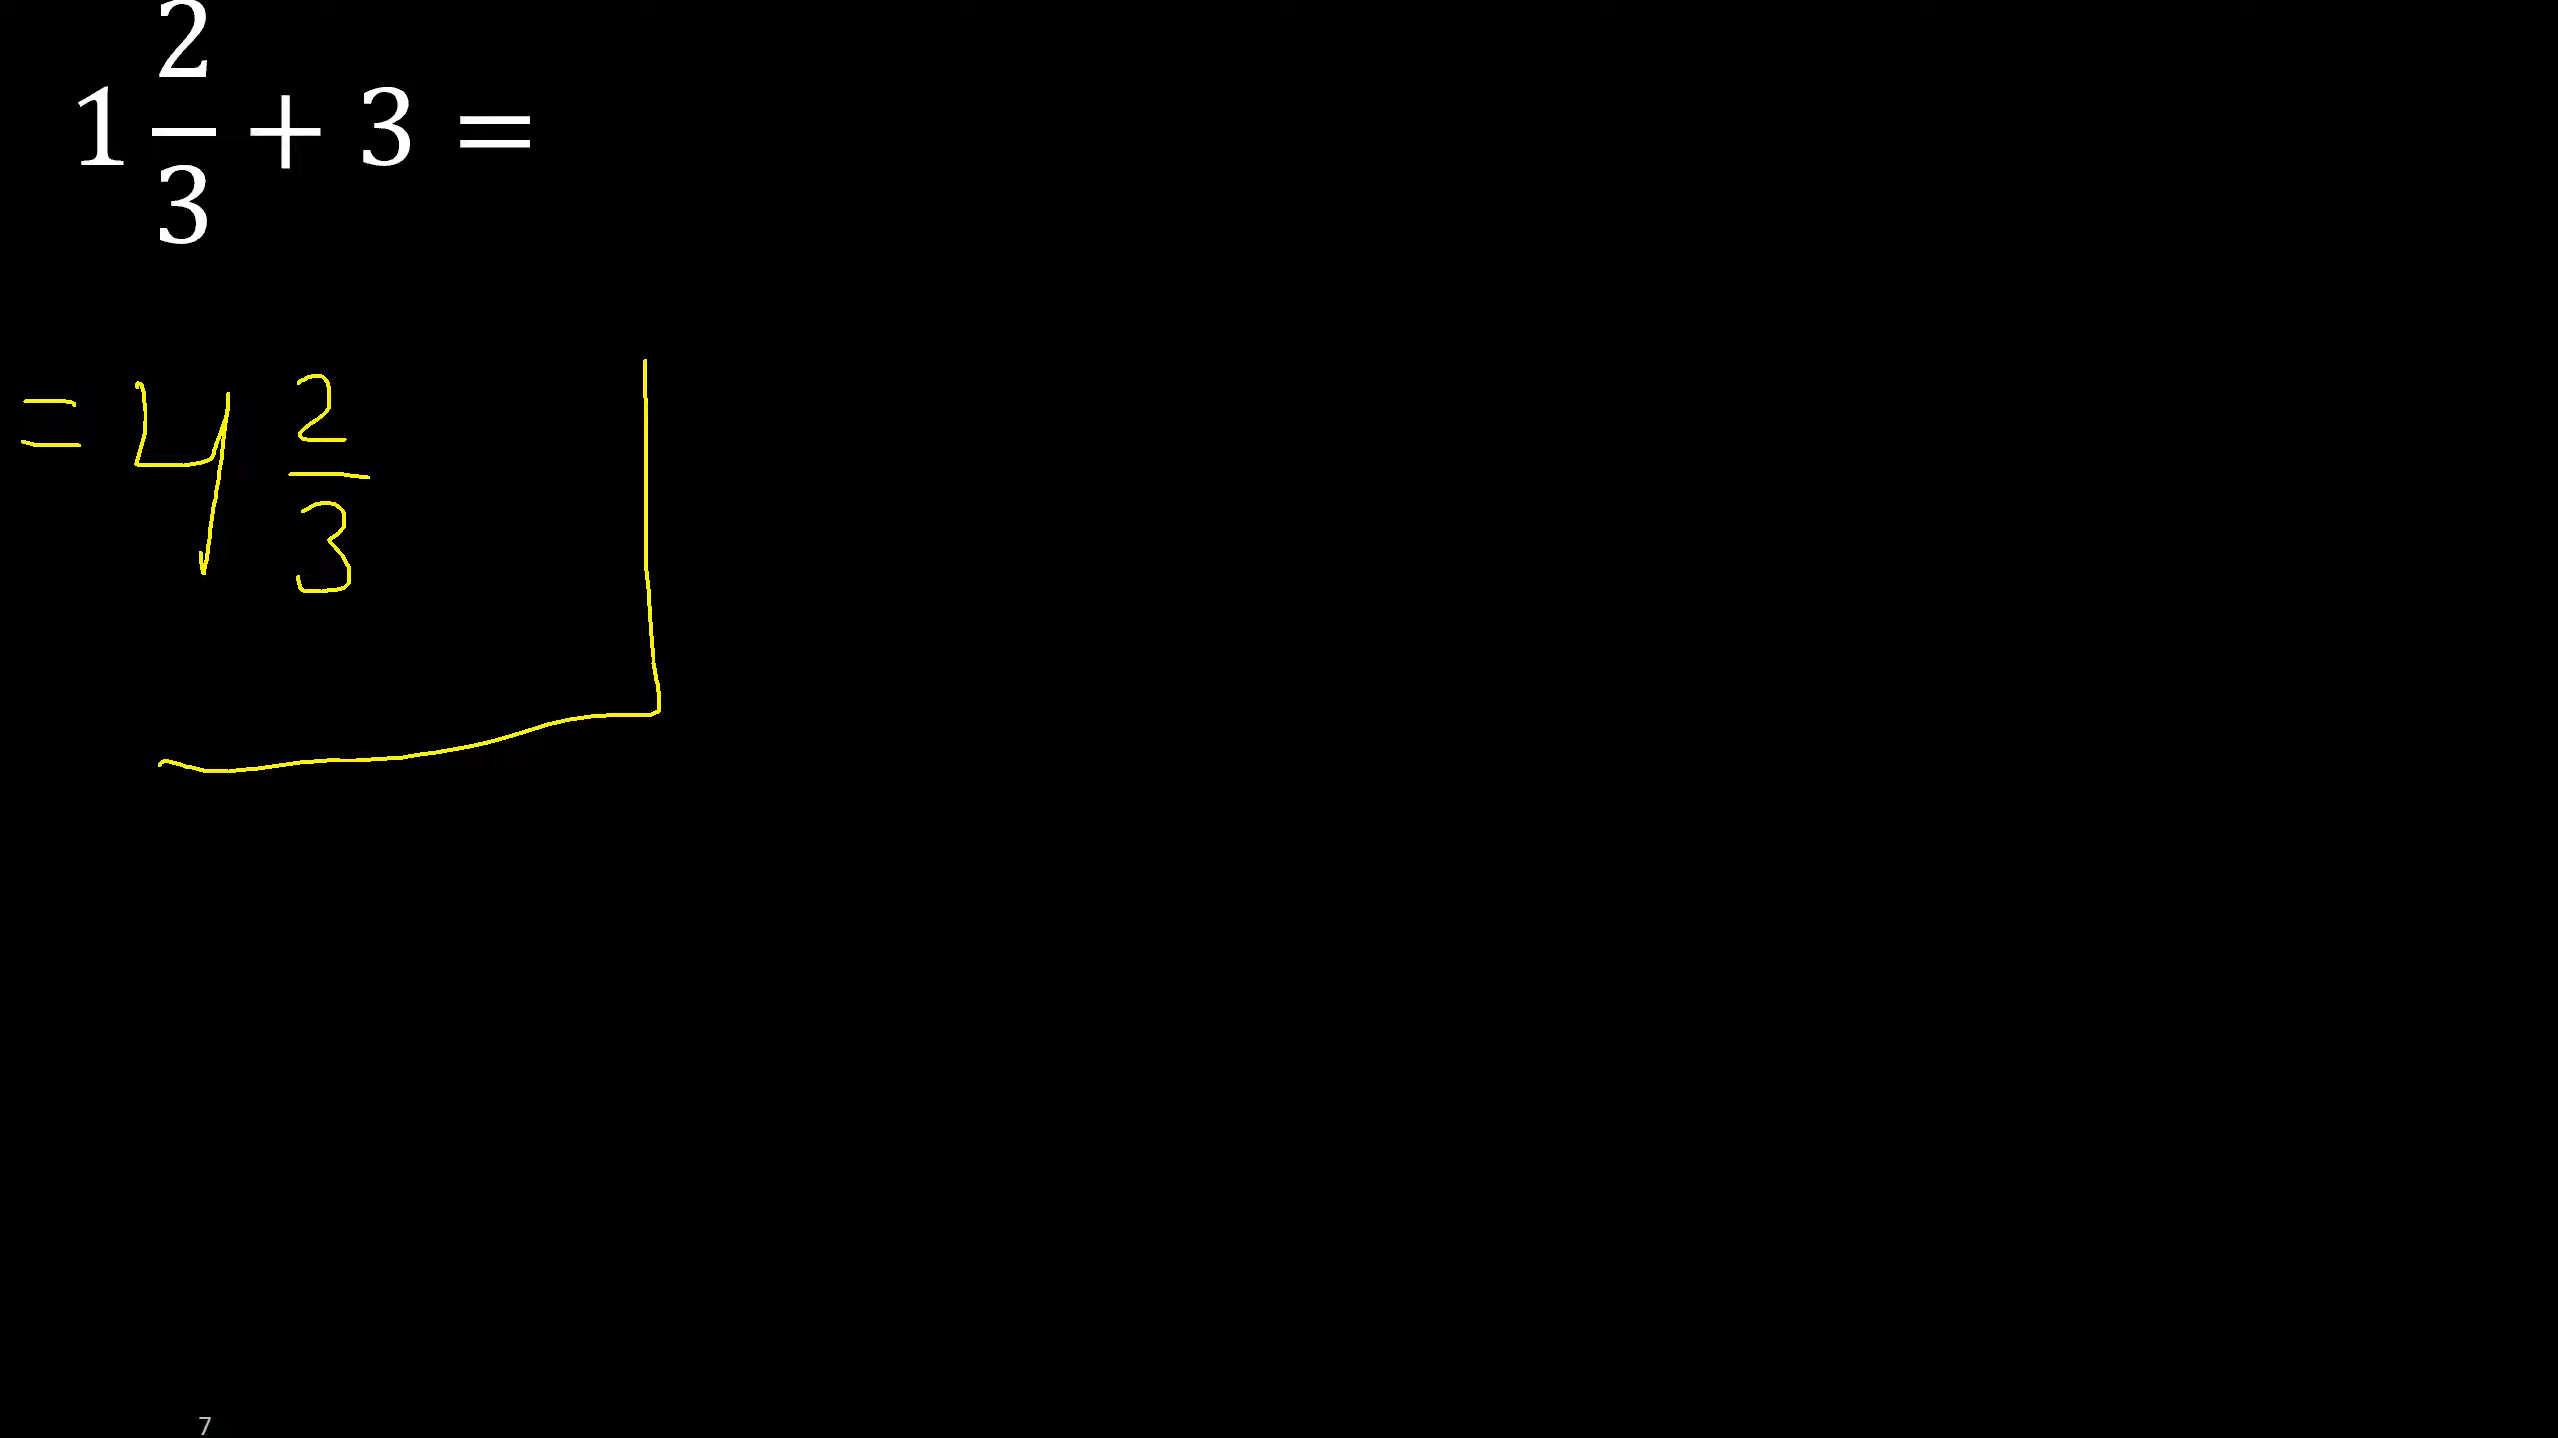 1 2/3 + 3 =
= 4 2/3
7